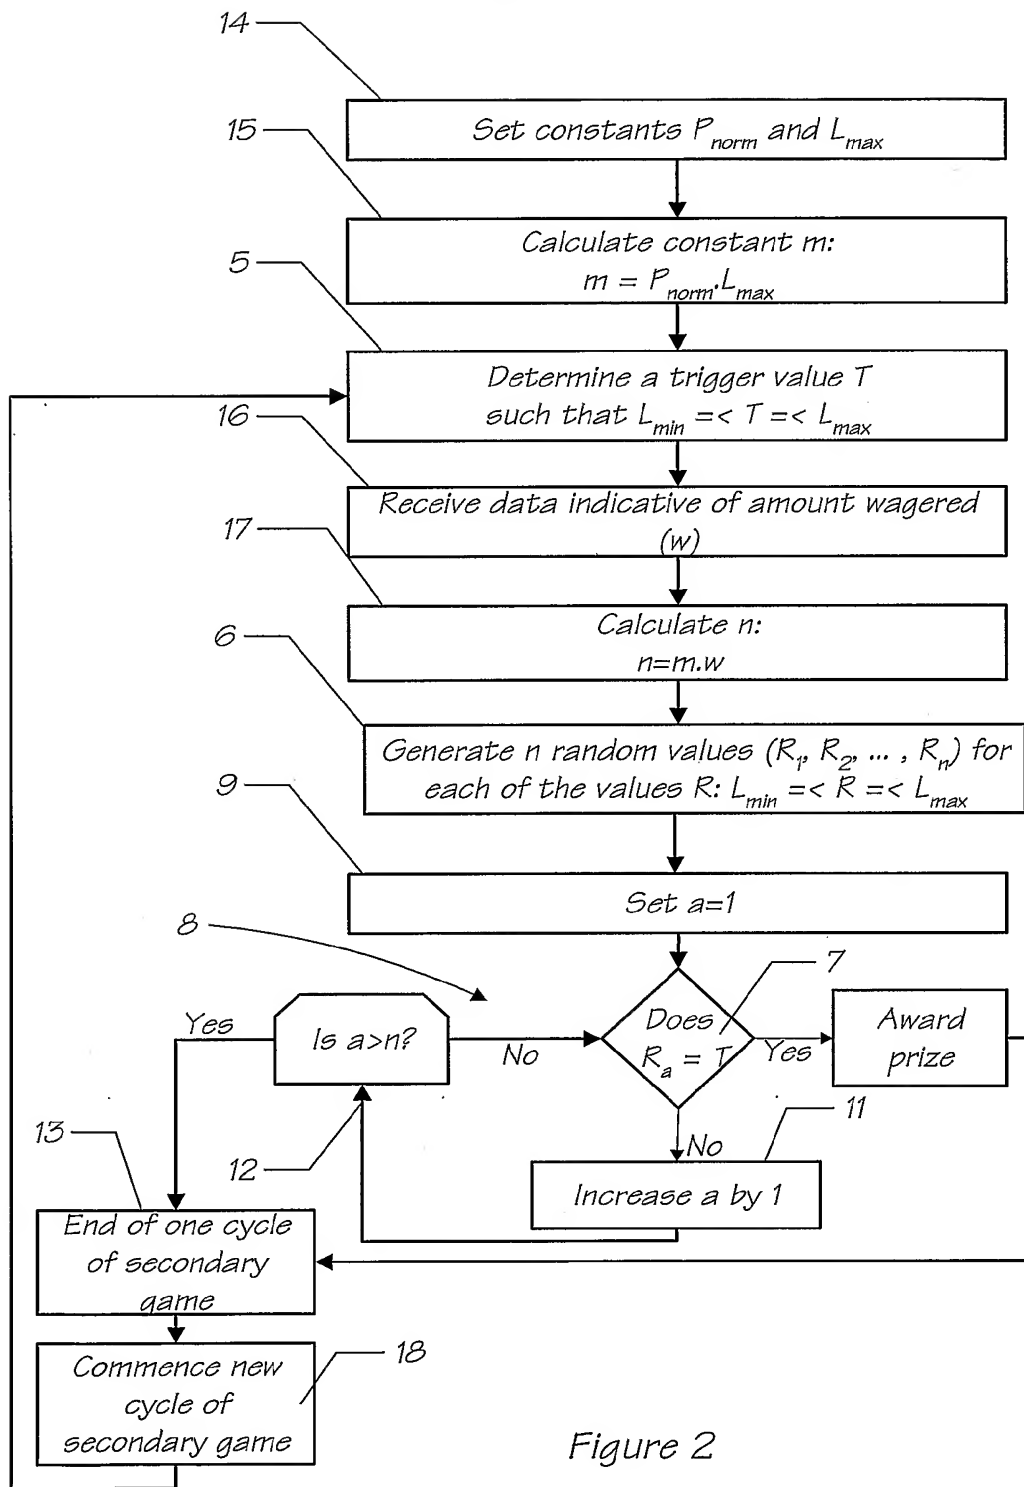 14
Set constants P_norm and L_max
15
Calculate constant m:
m = P_norm.L_max
5
Determine a trigger value T
such that L_min =< T =< L_max
16
Receive data indicative of amount wagered
(w)
17
Calculate n:
n=m.w
6
Generate n random values (R_1, R_2, ... , R_n) for
each of the values R: L_min =< R =< L_max
9
Set a=1
8
7
Does
R_a = T
Yes
Award
prize
No
Is a>n?
Yes
No
11
Increase a by 1
12
13
End of one cycle
of secondary
game
18
Commence new
cycle of
secondary game
Figure 2